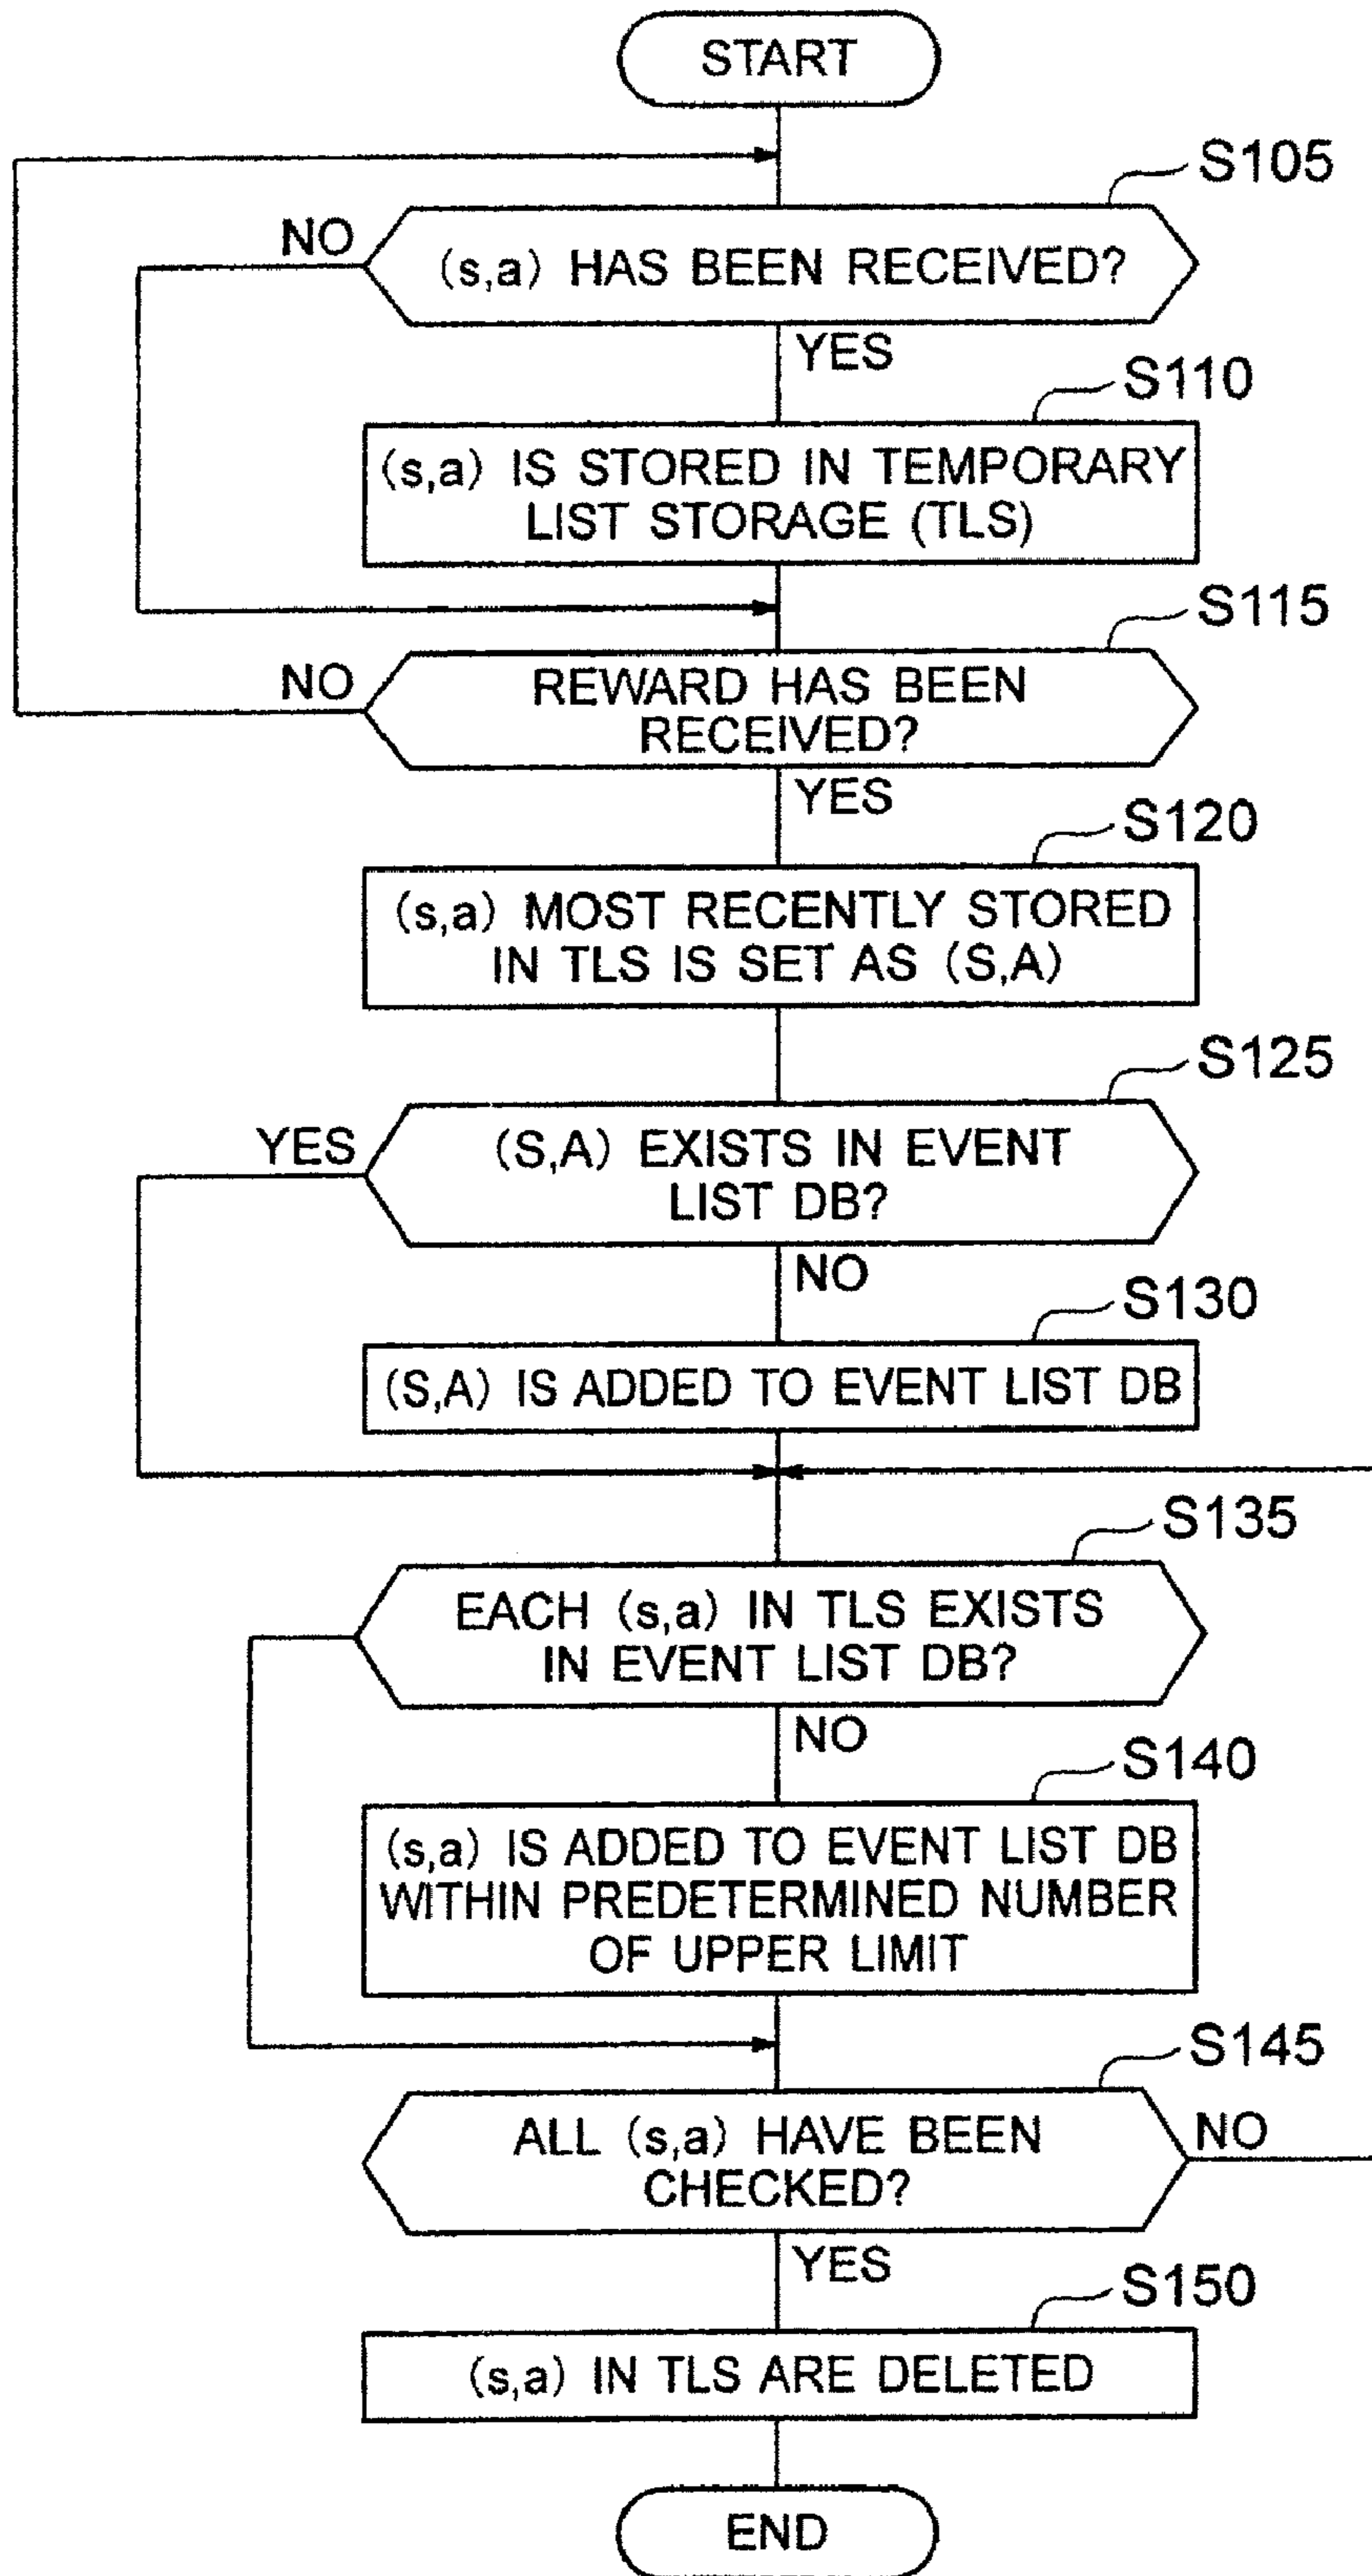 START
S105
NO
(s,a) HAS BEEN RECEIVED?
YES
S110
(s,a) IS STORED IN TEMPORARY
LIST STORAGE (TLS)
S115
NO
REWARD HAS BEEN
RECEIVED?
YES
S120
(s,a) MOST RECENTLY STORED
IN TLS IS SET AS (S,A)
S125
YES
(S,A) EXISTS IN EVENT
LIST DB?
NO
S130
(S,A) IS ADDED TO EVENT LIST DB
S135
EACH (s,a) IN TLS EXISTS
IN EVENT LIST DB?
NO
S140
(s,a) IS ADDED TO EVENT LIST DB
WITHIN PREDETERMINED NUMBER
OF UPPER LIMIT
S145
ALL (s,a) HAVE BEEN
CHECKED?
NO
YES
S150
(s,a) IN TLS ARE DELETED
END